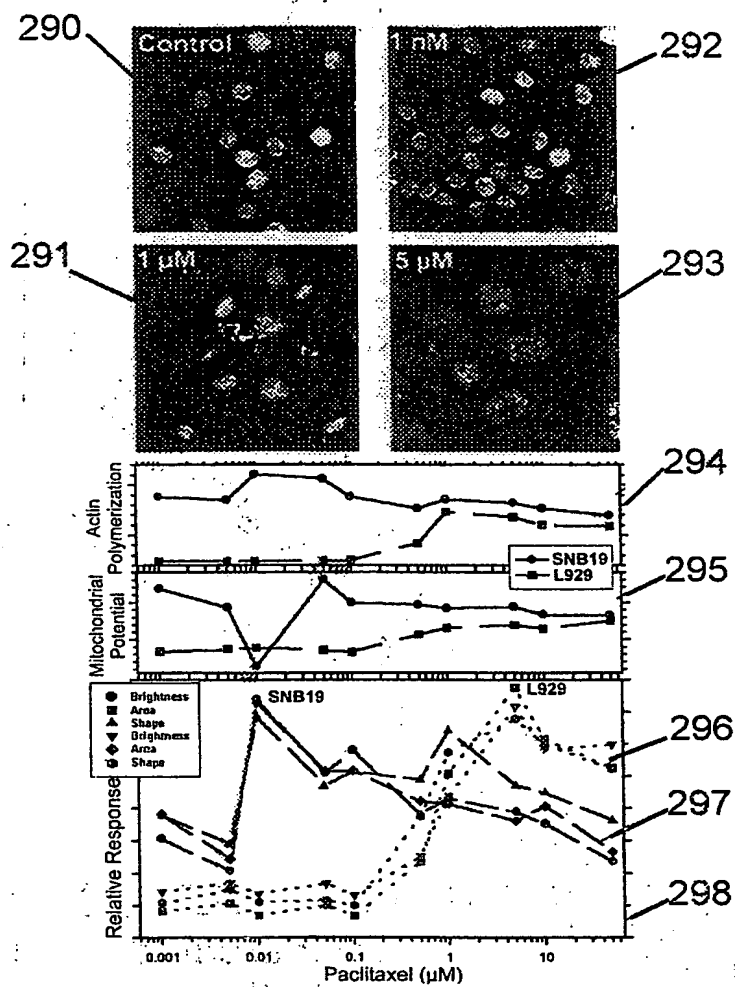 290
Control
1 nM
292
291
1 µM
5 µM
293
294
Actin
Polymerization
SNB19
L929
295
Mitochondrial
Potential
Brightness
Area
Shape
Brightness
Area
Shape
SNB19
L929
296
297
298
Relative Response
0.001
0.01
0.1
1
10
Paclitaxel (µM)